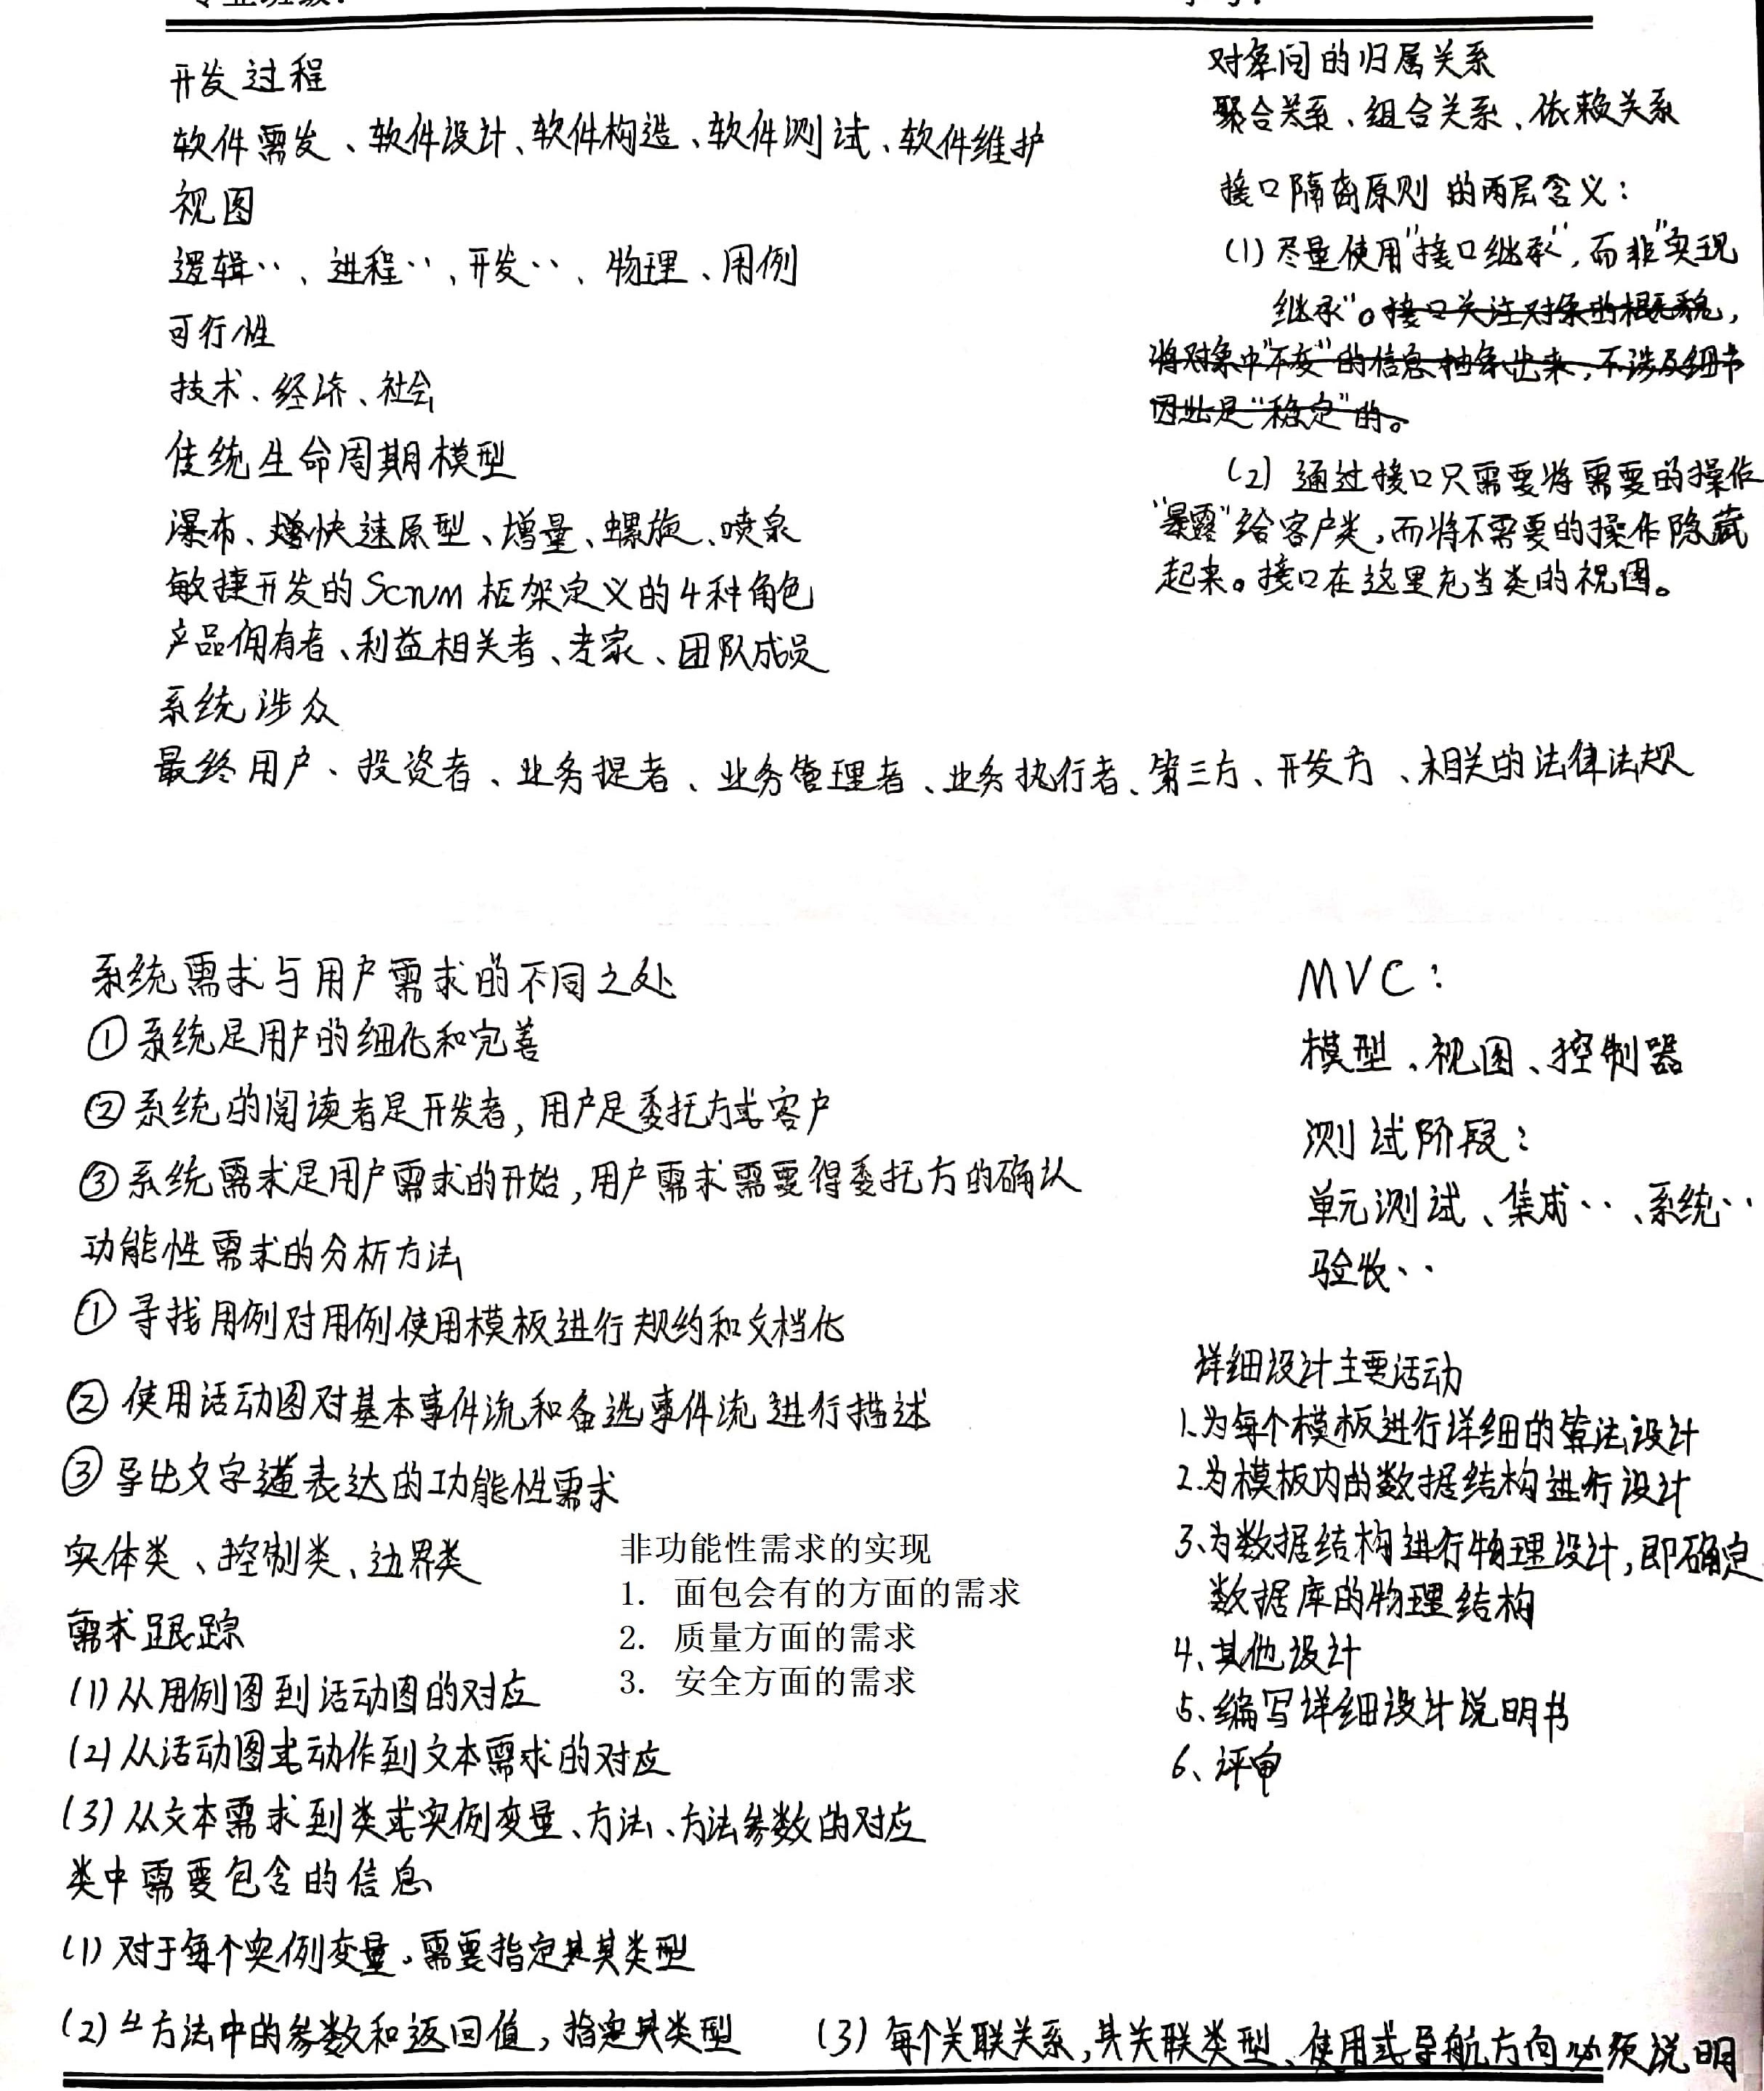 开发过程
软件需发、软件设计、软件构造、软件测试、软件维护
视图
逻辑··、进程··、开发··、物理、用例
可行性
技术、经济、社会
传统生命周期模型
瀑布、快速原型、增量、螺旋、喷泉
敏捷开发的Scrum框架定义的4种角色
产品佣有者、利益相关者、专家、团队成员
系统涉众
最终用户、投资者、业务提者、业务管理者、业务执行者、第三方、开发方、相关的法律法规
对象间的归属关系
聚合关系、组合关系、依赖关系
接口隔离原则的两层含义：
(1)尽量使用"接口继承"，而非"实现
继承"。接口关注对象的概貌，
将对象中"不变"的信息抽象出来，不涉及细节
因此是"稳定"的。
(2)通过接口只需要将需要的操作
"暴露"给客户类，而将不需要的操作隐藏
起来。接口在这里充当类的视图。
系统需求与用户需求的不同之处
①系统是用户的细化和完善
②系统的阅读者是开发者，用户是委托方或客户
③系统需求是用户需求的开始，用户需求需要得委托方的确认
功能性需求的分析方法
①寻找用例对用例使用模板进行规约和文档化
②使用活动图对基本事件流和备选事件流进行描述
③导出文字表达的功能性需求
实体类、控制类、边界类
需求跟踪
(1)从用例图到活动图的对应
(2)从活动图或动作到文本需求的对应
(3)从文本需求到类或实例变量、方法、方法参数的对应
类中需要包含的信息
(1)对于每个实例变量，需要指定其类型
(2)方法中的参数和返回值，指定其类型
(3)每个关联关系，其关联类型、使用或导航方向必须说明
非功能性需求的实现
1. 面包会有的方面的需求
2. 质量方面的需求
3. 安全方面的需求
MVC：
模型、视图、控制器
测试阶段：
单元测试、集成··、系统··
验收··
详细设计主要活动
1.为每个模板进行详细的算法设计
2.为模板内的数据结构进行设计
3、为数据结构进行物理设计，即确定
数据库的物理结构
4、其他设计
5、编写详细设计说明书
6、评审